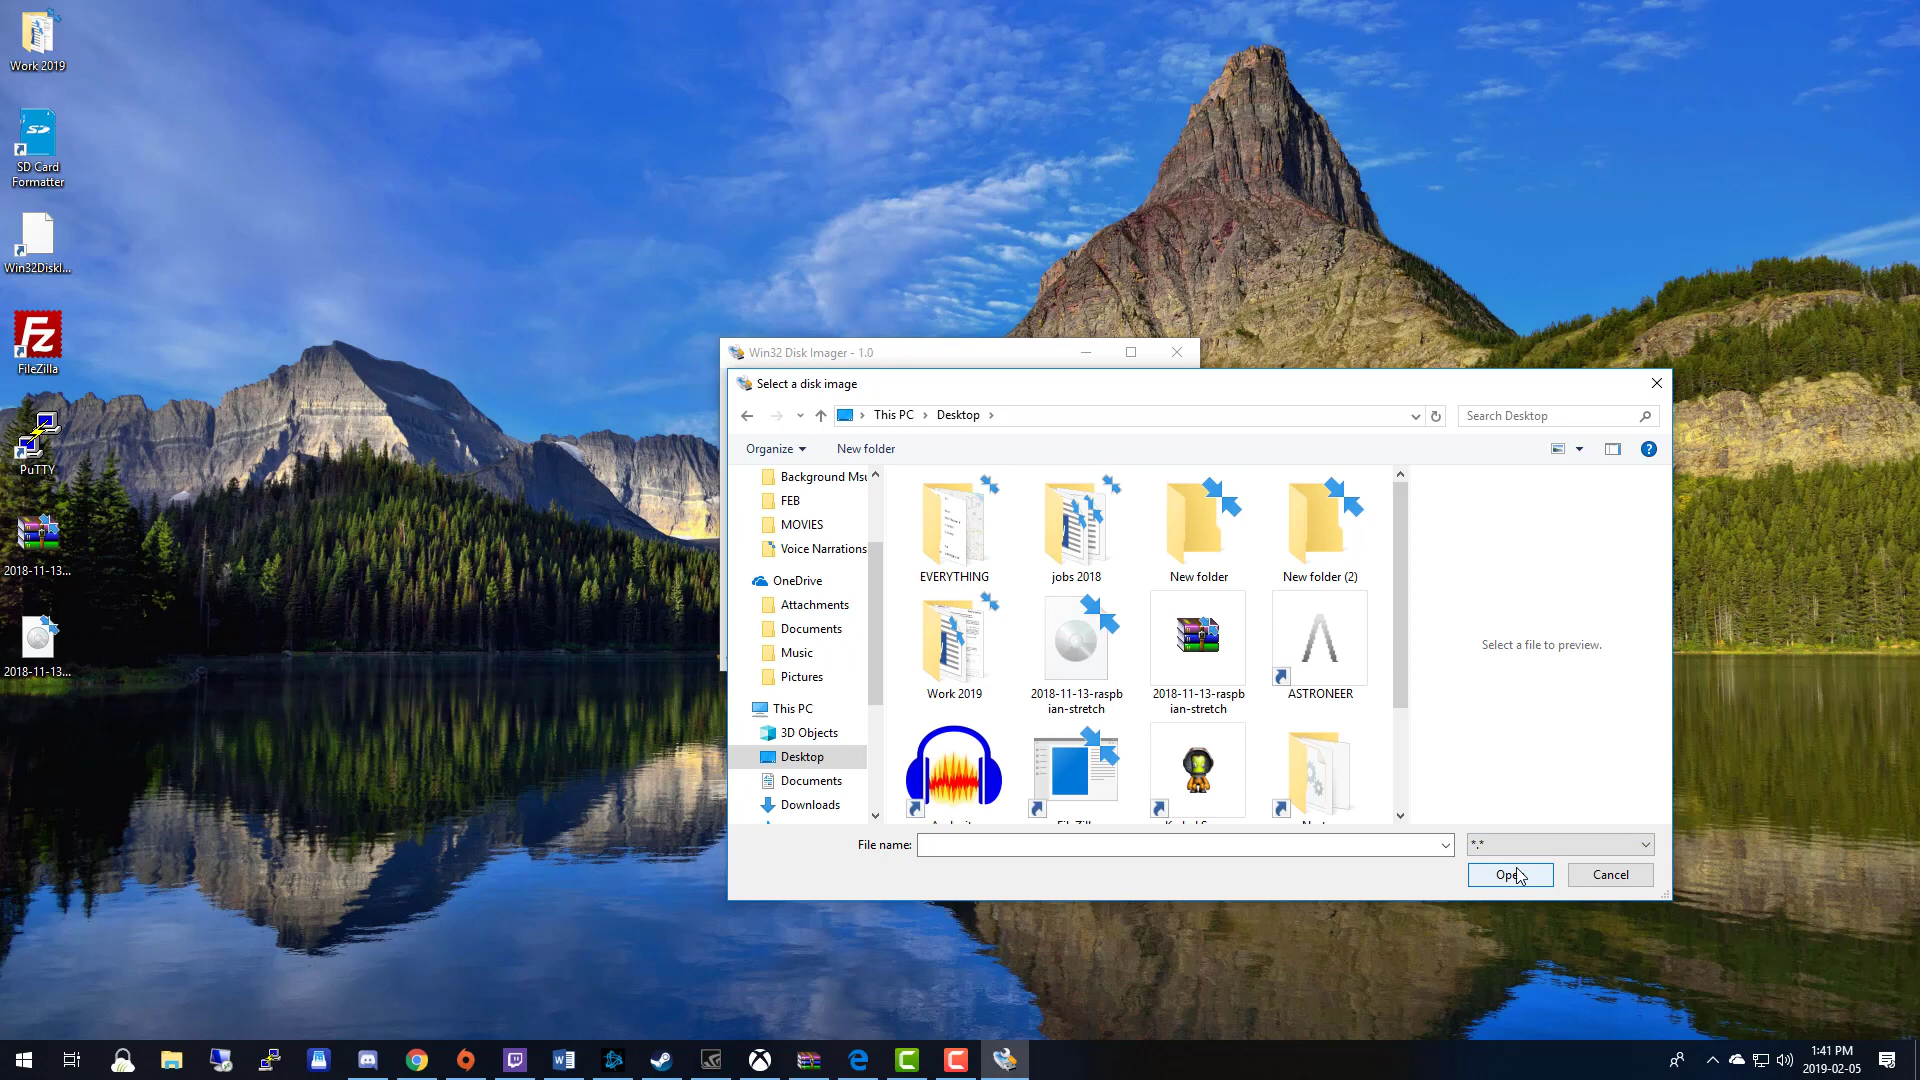 Work 2019
SD Card
Formatter
Win32DiskI...
FileZilla
PuTTY
2018-11-13...
2018-11-13...
Win32 Disk Imager - 1.0
Select a disk image
This PC
Desktop
Search Desktop
Organize
New folder
Background Msu
FEB
MOVIES
Voice Narrations
OneDrive
Attachments
Documents
Music
Pictures
This PC
3D Objects
Desktop
Documents
Downloads
EVERYTHING
jobs 2018
New folder
New folder (2)
Work 2019
2018-11-13-raspb
ian-stretch
2018-11-13-raspb
ian-stretch
ASTRONEER
Select a file to preview.
File name:
*.*
Open
Cancel
1:41 PM
2019-02-05